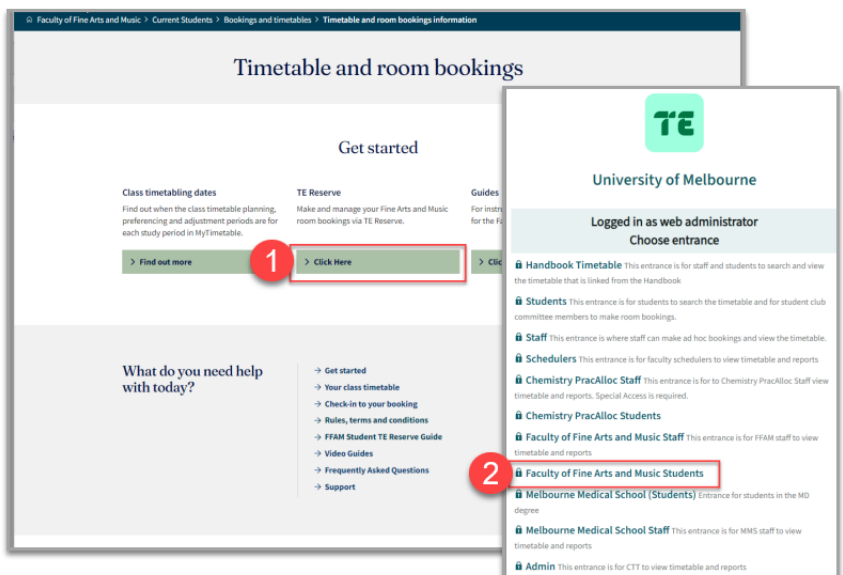 Faculty of Fine Arts and Music > Current Students > Bookings and timetables > Timetable and room bookings information
Timetable and room bookings
Get started
Class timetabling dates
Find out when the class timetable planning,
preferencing and adjustment periods are for
each study period in MyTimetable.
> Find out more
TE Reserve
Make and manage your Fine Arts and Music
room bookings via TE Reserve.
1
> Click Here
Guides
For instr
for the Fa
> Clic
What do you need help
with today?
→ Get started
→ Your class timetable
→ Check-in to your booking
→ Rules, terms and conditions
→ FFAM Student TE Reserve Guide
→ Video Guides
→ Frequently Asked Questions
→ Support
TE
University of Melbourne
Logged in as web administrator
Choose entrance
Handbook Timetable This entrance is for staff and students to search and view
the timetable that is linked from the Handbook
Students This entrance is for students to search the timetable and for student club
committee members to make room bookings.
Staff This entrance is where staff can make ad hoc bookings and view the timetable.
Schedulers This entrance is for faculty schedulers to view timetable and reports
Chemistry PracAlloc Staff This entrance is for to Chemistry PracAlloc Staff view
timetable and reports. Special Access is required.
Chemistry PracAlloc Students
Faculty of Fine Arts and Music Staff This entrance is for FFAM staff to view
timetable and reports
2
Faculty of Fine Arts and Music Students
Melbourne Medical School (Students) Entrance for students in the MD
degree
Melbourne Medical School Staff This entrance is for MMS staff to view
timetable and reports
Admin This entrance is for CTT to view timetable and reports